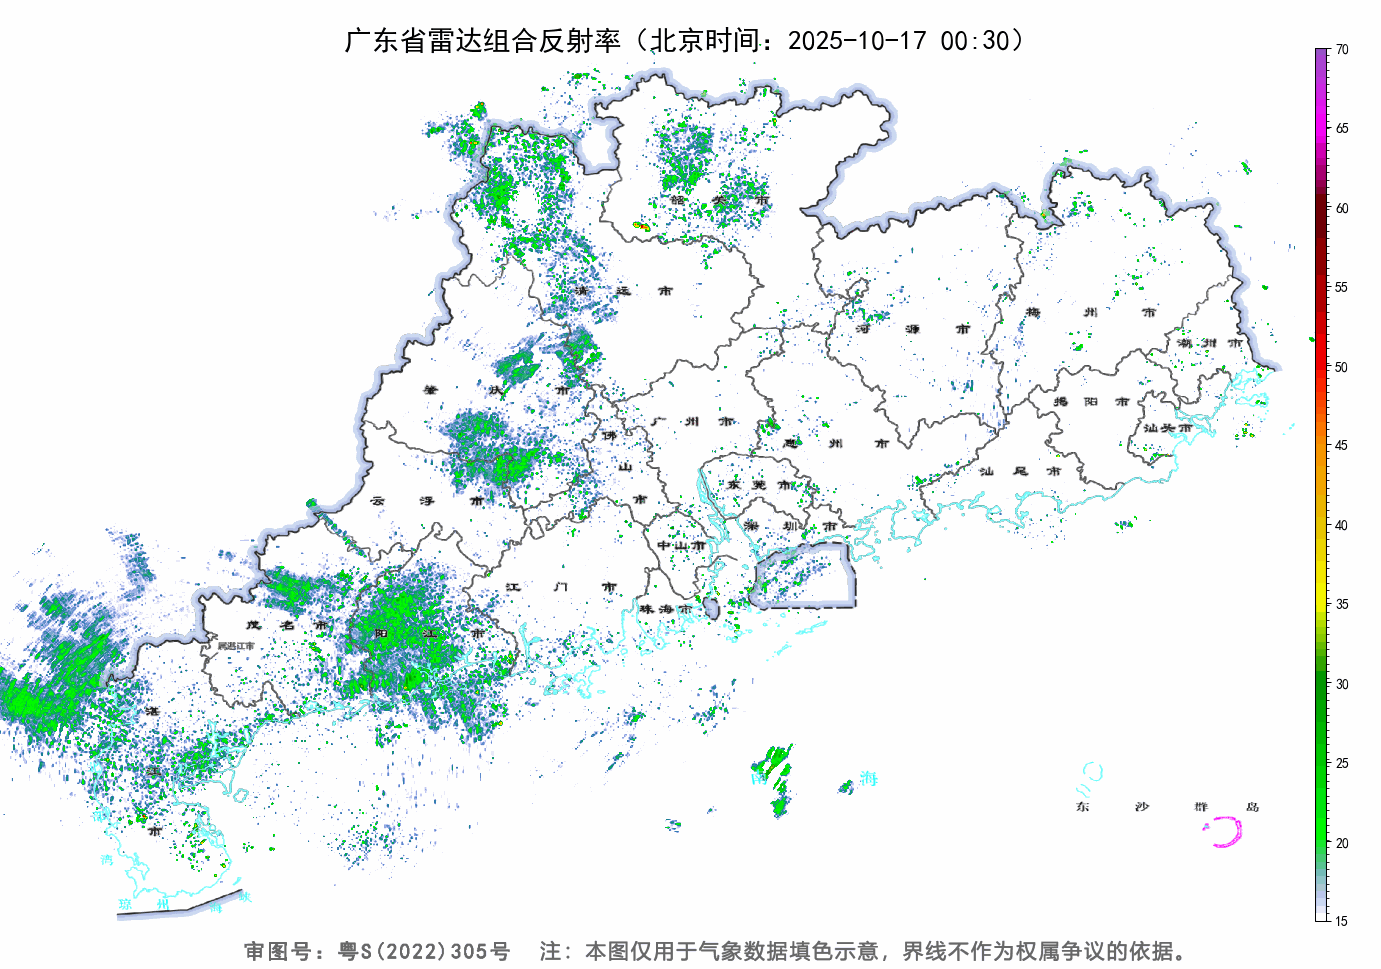 广东省雷达组合反射率（北京时间：2025-10-17 00:30）
70
65
60
55
50
45
40
35
30
25
20
15
韶关市
清远市
河源市
梅州市
潮州市
肇庆市
广州市
佛山市
惠州市
揭阳市
汕头市
汕尾市
东莞市
云浮市
深圳市
中山市
江门市
珠海市
茂名市
阳江市
属湛江市
湛江市
南海
东沙群岛
湾
琼州海峡
审图号：粤S(2022)305号 注：本图仅用于气象数据填色示意，界线不作为权属争议的依据。